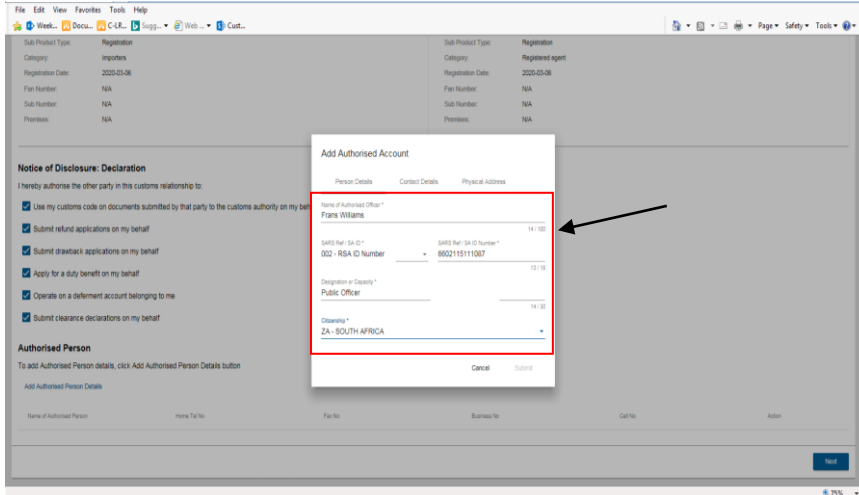 File Edit View Favorites Tools Help
Week... Docu... C-LR... Sugg... Web ... Cust...
Page Safety Tools
Sub Product Type: Registration Sub Product Type: Registration
Category: Importers Category: Registered agent
Registration Date: 2020-03-06 Registration Date: 2020-03-06
Fan Number: N/A Fan Number: N/A
Sub Number: N/A Sub Number: N/A
Premises: N/A Premises: N/A
Notice of Disclosure: Declaration
I hereby authorise the other party in this customs relationship to:
Use my customs code on documents submitted by that party to the customs authority on my beh
Submit refund applications on my behalf
Submit drawback applications on my behalf
Apply for a duty benefit on my behalf
Operate on a deferment account belonging to me
Submit clearance declarations on my behalf
Authorised Person
To add Authorised Person details, click Add Authorised Person Details button
Add Authorised Person Details
Name of Authorised Person Home Tel No Fax No Business No Cell No Action
Next
Add Authorised Account
Person Details Contact Details Physical Address
Name of Authorised Officer *
Frans Williams
14 / 100
SARS Ref / SA ID * SARS Ref / SA ID Number *
002 - RSA ID Number 6602115111087
13 / 16
Designation or Capacity *
Public Officer
14 / 30
Citizenship *
ZA - SOUTH AFRICA
Cancel Submit
75%